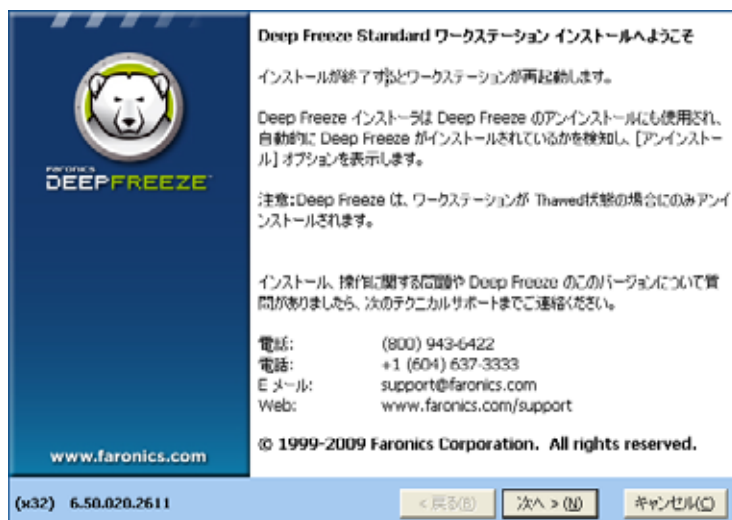 FARONICS
DEEPFREEZE
www.faronics.com
Deep Freeze Standard ワークステーション インストールへようこそ
インストールが終了するとワークステーションが再起動します。
Deep Freeze インストーラは Deep Freeze のアンインストールにも使用され、
自動的に Deep Freeze がインストールされているかを検知し、[アンインストー
ル] オプションを表示します。
注意:Deep Freeze は、ワークステーションが Thawed状態の場合にのみアンイ
ンストールされます。
インストール、操作に関する問題や Deep Freeze のこのバージョンについて質
問がありましたら、次のテクニカルサポートまでご連絡ください。
電話: (800) 943-6422
電話: +1 (604) 637-3333
E メール: support@faronics.com
Web: www.faronics.com/support
© 1999-2009 Faronics Corporation. All rights reserved.
(x32) 6.50.020.2611
< 戻る(B) 次へ > (N) キャンセル(C)